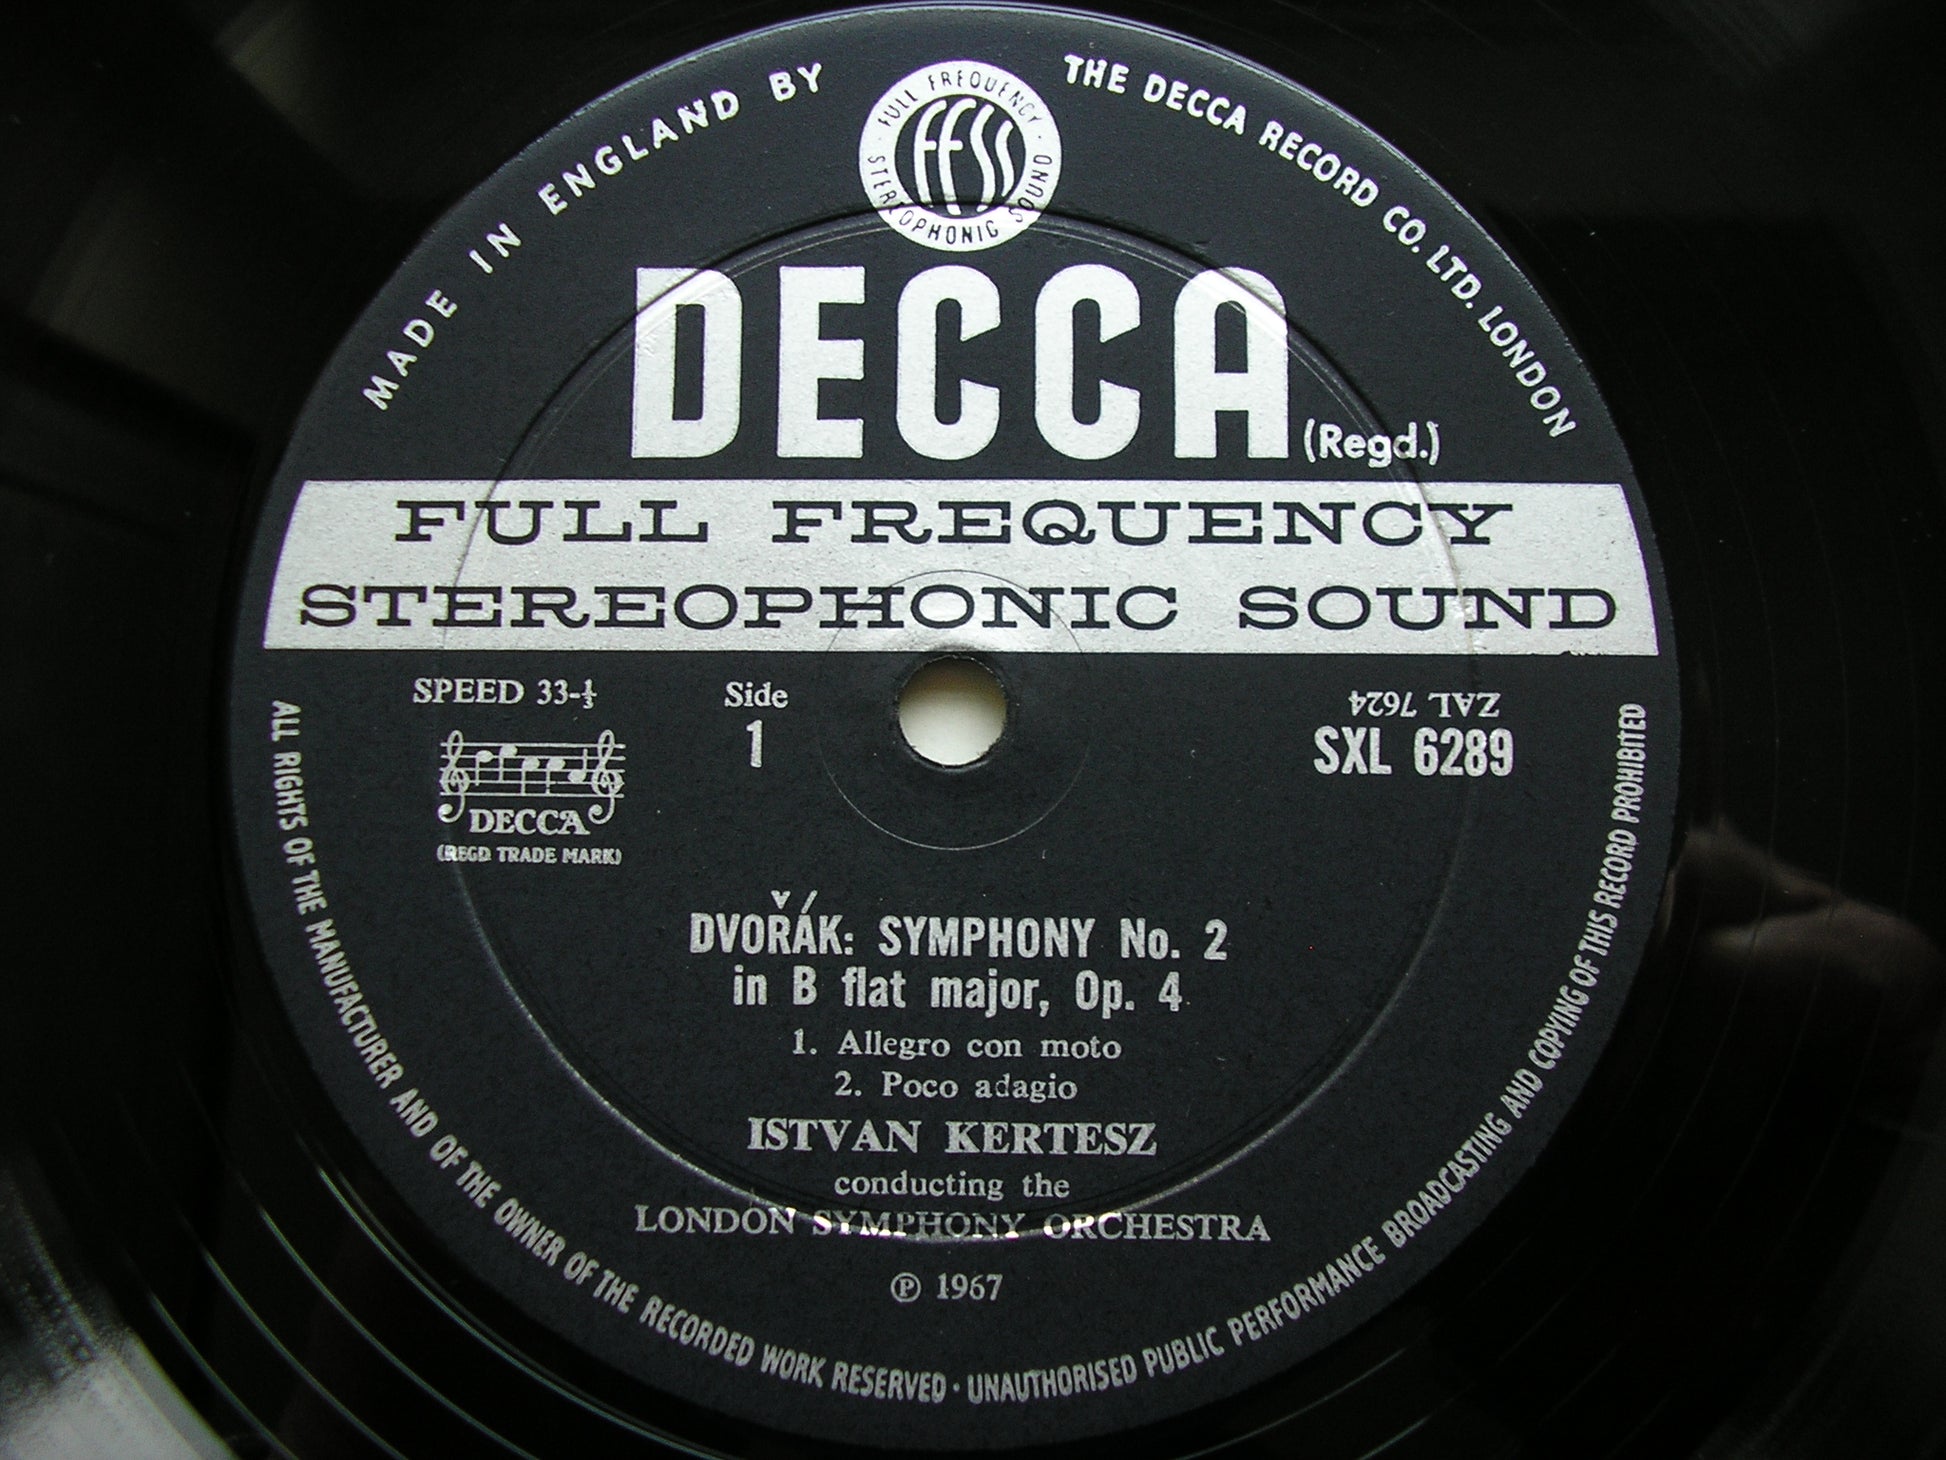 MADE IN ENGLAND BY
THE DECCA RECORD CO. LTD. LONDON
FULL FREQUENCY
ffss
STEREOPHONIC SOUND
DECCA (Regd.)
FULL FREQUENCY
STEREOPHONIC SOUND
SPEED 33-⅓
Side
1
ZAL 7624
SXL 6289
DECCA
(REGD TRADE MARK)
DVOŘÁK: SYMPHONY No. 2
in B flat major, Op. 4
1. Allegro con moto
2. Poco adagio
ISTVAN KERTESZ
conducting the
LONDON SYMPHONY ORCHESTRA
℗ 1967
ALL RIGHTS OF THE MANUFACTURER AND OF THE OWNER OF THE RECORDED WORK RESERVED · UNAUTHORISED PUBLIC PERFORMANCE BROADCASTING AND COPYING OF THIS RECORD PROHIBITED